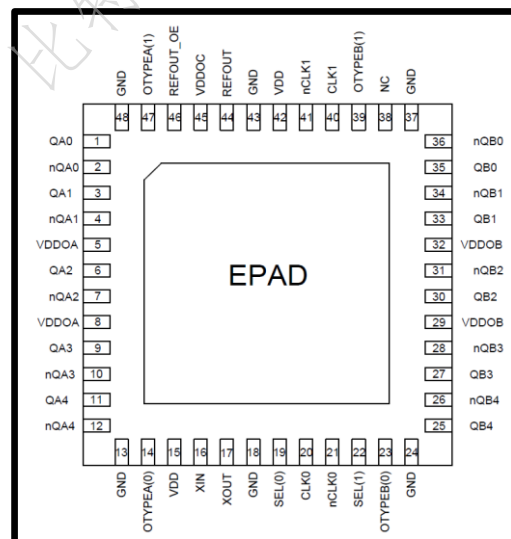 比特
GND OTYPEA(1) REFOUT_OE VDDOC REFOUT GND VDD nCLK1 CLK1 OTYPEB(1) NC GND
48 47 46 45 44 43 42 41 40 39 38 37
QA0 1 36 nQB0
nQA0 2 35 QB0
QA1 3 34 nQB1
nQA1 4 33 QB1
VDDOA 5 32 VDDOB
QA2 6 31 nQB2
EPAD
nQA2 7 30 QB2
VDDOA 8 29 VDDOB
QA3 9 28 nQB3
nQA3 10 27 QB3
QA4 11 26 nQB4
nQA4 12 25 QB4
13 14 15 16 17 18 19 20 21 22 23 24
GND OTYPEA(0) VDD XIN XOUT GND SEL(0) CLK0 nCLK0 SEL(1) OTYPEB(0) GND